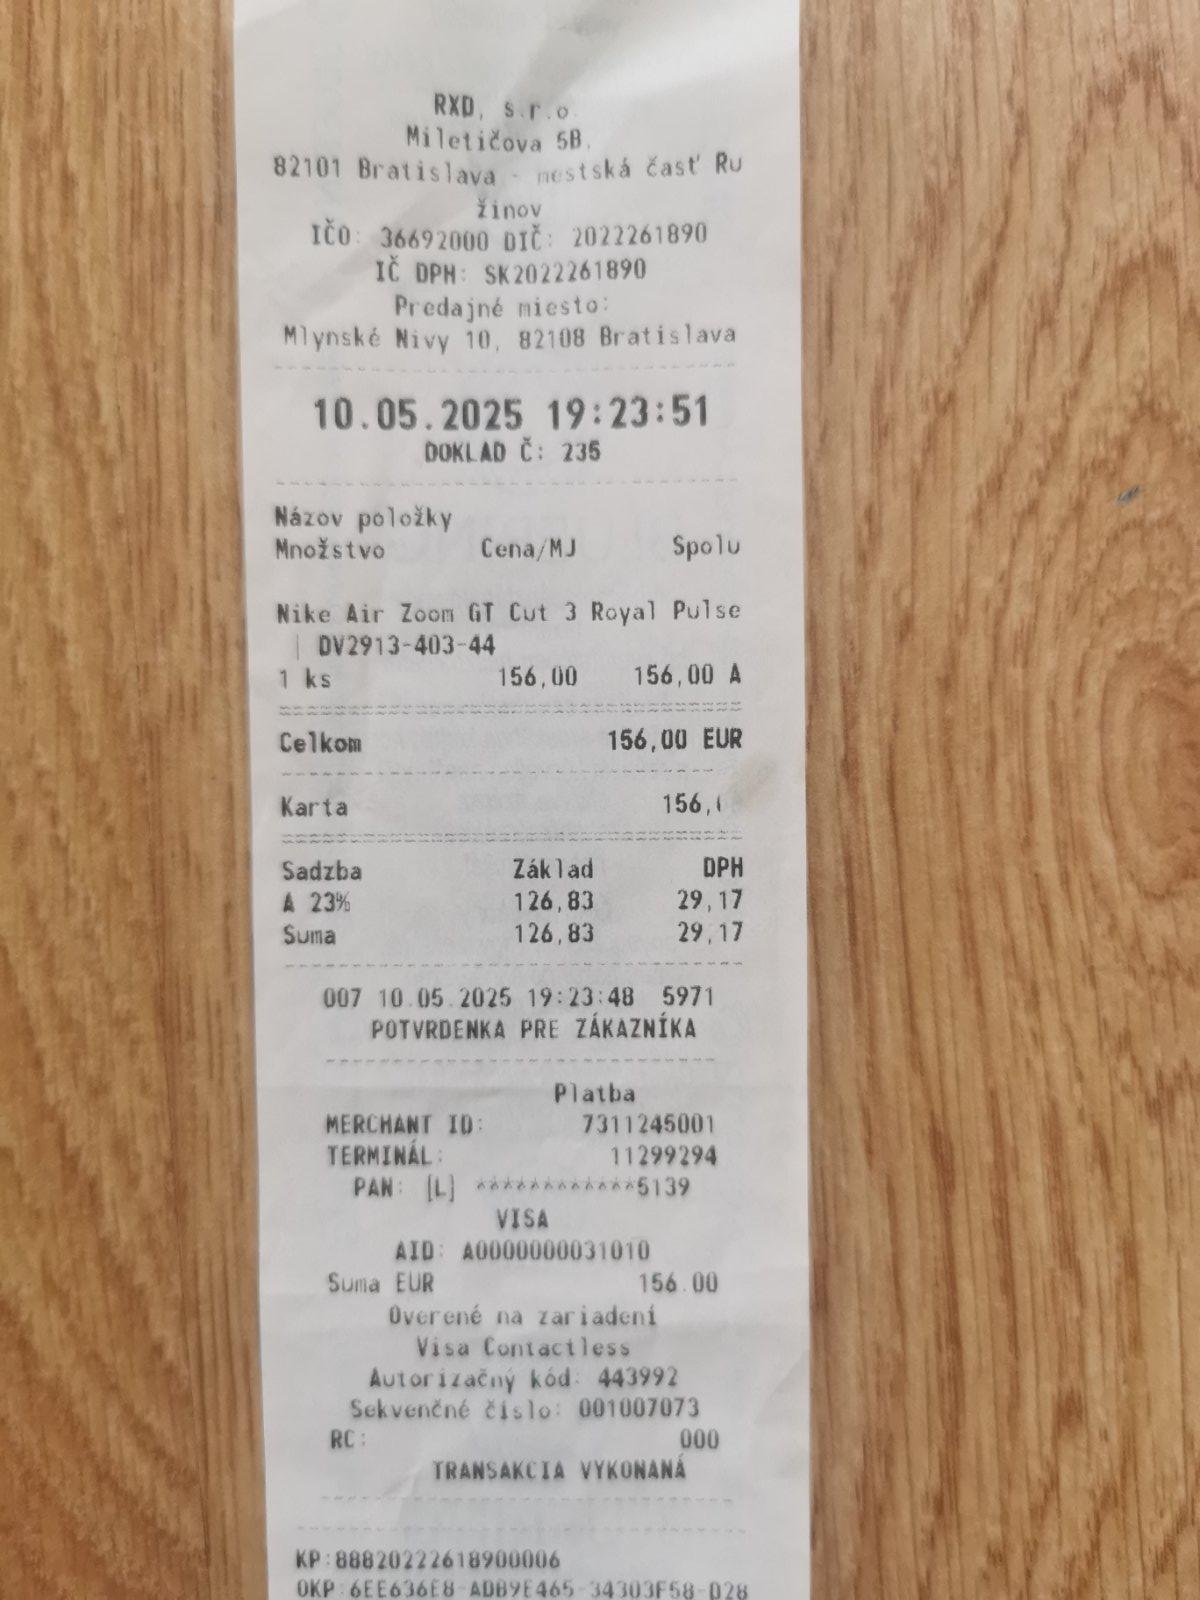 RXD, s.r.o.
Miletičova 5B,
82101 Bratislava - mestská časť Ru
žinov
IČO: 36692000 DIČ: 2022261890
IČ DPH: SK2022261890
Predajné miesto:
Mlynské Nivy 10, 82108 Bratislava
10.05.2025 19:23:51
DOKLAD Č: 235
Názov položky
Množstvo Cena/MJ Spolu
Nike Air Zoom GT Cut 3 Royal Pulse
| DV2913-403-44
1 ks 156,00 156,00 A
Celkom 156,00 EUR
Karta 156,
Sadzba Základ DPH
A 23% 126,83 29,17
Suma 126,83 29,17
007 10.05.2025 19:23:48 5971
POTVRDENKA PRE ZÁKAZNÍKA
Platba
MERCHANT ID: 7311245001
TERMINÁL: 11299294
PAN: [L] ************5139
VISA
AID: A0000000031010
Suma EUR 156.00
Overené na zariadení
Visa Contactless
Autorizačný kód: 443992
Sekvenčné číslo: 001007073
RC: 000
TRANSAKCIA VYKONANÁ
KP:88820222618900006
OKP:6EE636E8-ADB9E465-34303F58-D28